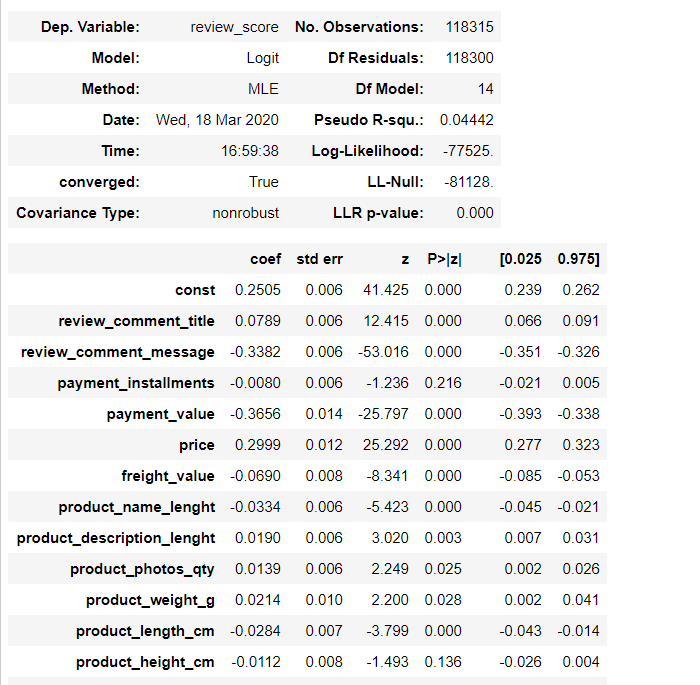 Dep. Variable: review_score No. Observations: 118315
Model: Logit Df Residuals: 118300
Method: MLE Df Model: 14
Date: Wed, 18 Mar 2020 Pseudo R-squ.: 0.04442
Time: 16:59:38 Log-Likelihood: -77525.
converged: True LL-Null: -81128.
Covariance Type: nonrobust LLR p-value: 0.000
coef std err z P>|z| [0.025 0.975]
const 0.2505 0.006 41.425 0.000 0.239 0.262
review_comment_title 0.0789 0.006 12.415 0.000 0.066 0.091
review_comment_message -0.3382 0.006 -53.016 0.000 -0.351 -0.326
payment_installments -0.0080 0.006 -1.236 0.216 -0.021 0.005
payment_value -0.3656 0.014 -25.797 0.000 -0.393 -0.338
price 0.2999 0.012 25.292 0.000 0.277 0.323
freight_value -0.0690 0.008 -8.341 0.000 -0.085 -0.053
product_name_lenght -0.0334 0.006 -5.423 0.000 -0.045 -0.021
product_description_lenght 0.0190 0.006 3.020 0.003 0.007 0.031
product_photos_qty 0.0139 0.006 2.249 0.025 0.002 0.026
product_weight_g 0.0214 0.010 2.200 0.028 0.002 0.041
product_length_cm -0.0284 0.007 -3.799 0.000 -0.043 -0.014
product_height_cm -0.0112 0.008 -1.493 0.136 -0.026 0.004